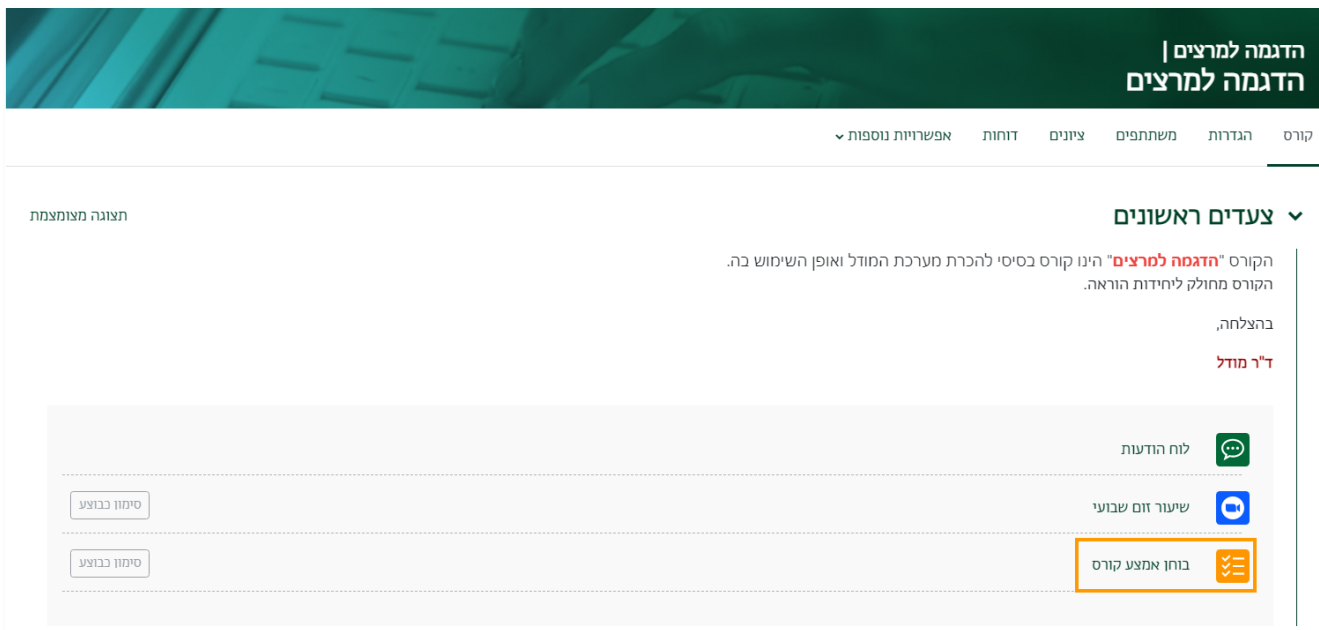 הדגמה למרצים |
הדגמה למרצים
קורס הגדרות משתתפים ציונים דוחות אפשרויות נוספות
צעדים ראשונים
תצוגה מצומצמת
הקורס "הדגמה למרצים" הינו קורס בסיסי להכרת מערכת המודל ואופן השימוש בה.
הקורס מחולק ליחידות הוראה.
בהצלחה,
ד"ר מודל
לוח הודעות
שיעור זום שבועי
סימון כבוצע
בוחן אמצע קורס
סימון כבוצע